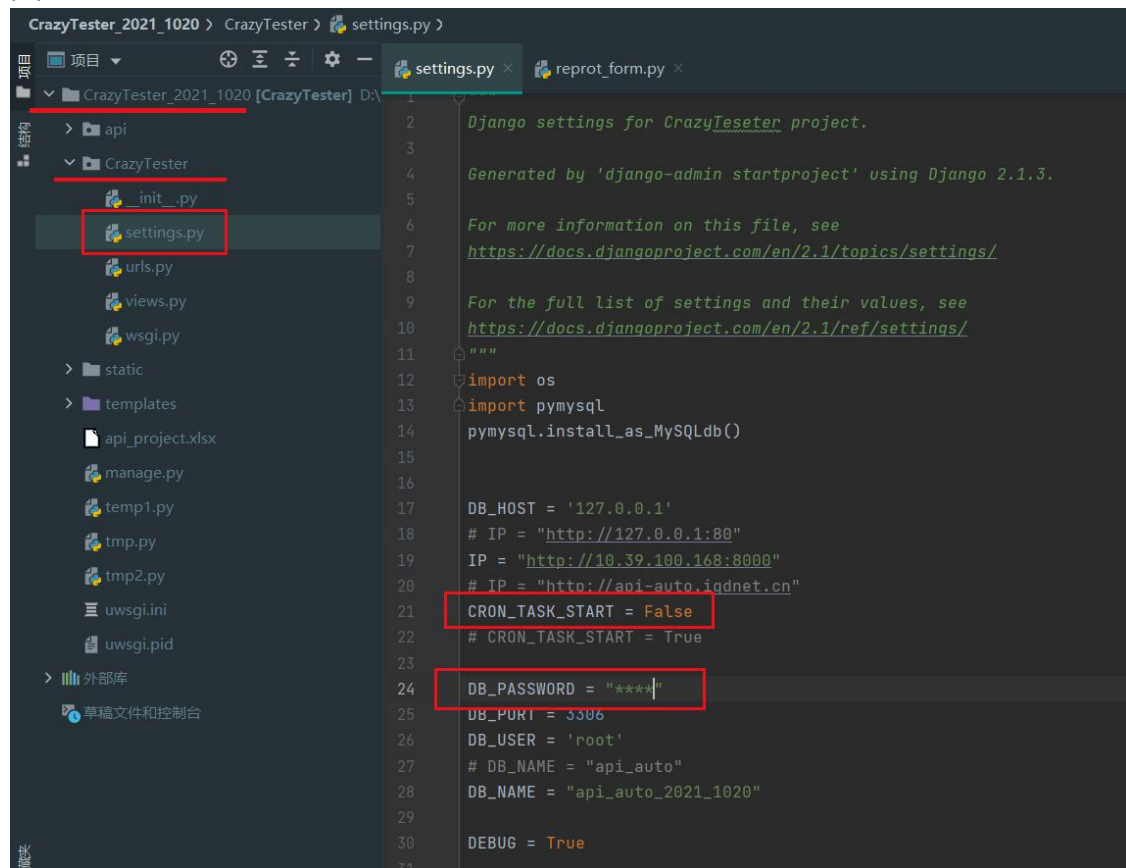 CrazyTester_2021_1020 > CrazyTester > settings.py >
项目
项目
settings.py ×
reprot_form.py ×
CrazyTester_2021_1020 [CrazyTester] D:\
1
"""
结构
api
2 Django settings for CrazyTeseter project.
3
CrazyTester
4 Generated by 'django-admin startproject' using Django 2.1.3.
__init__.py
5
settings.py
6 For more information on this file, see
urls.py
7 https://docs.djangoproject.com/en/2.1/topics/settings/
8
views.py
9 For the full list of settings and their values, see
wsgi.py
10 https://docs.djangoproject.com/en/2.1/ref/settings/
11 """
static
12 import os
templates
13 import pymysql
api_project.xlsx
14 pymysql.install_as_MySQLdb()
manage.py
15
16
temp1.py
17 DB_HOST = '127.0.0.1'
tmp.py
18 # IP = "http://127.0.0.1:80"
19 IP = "http://10.39.100.168:8000"
tmp2.py
20 # IP = "http://api-auto.iqdnet.cn"
uwsgi.ini
21 CRON_TASK_START = False
uwsgi.pid
22 # CRON_TASK_START = True
23
外部库
24 DB_PASSWORD = "****"
草稿文件和控制台
25 DB_PORT = 3306
26 DB_USER = 'root'
27 # DB_NAME = "api_auto"
28 DB_NAME = "api_auto_2021_1020"
29
30 DEBUG = True
31